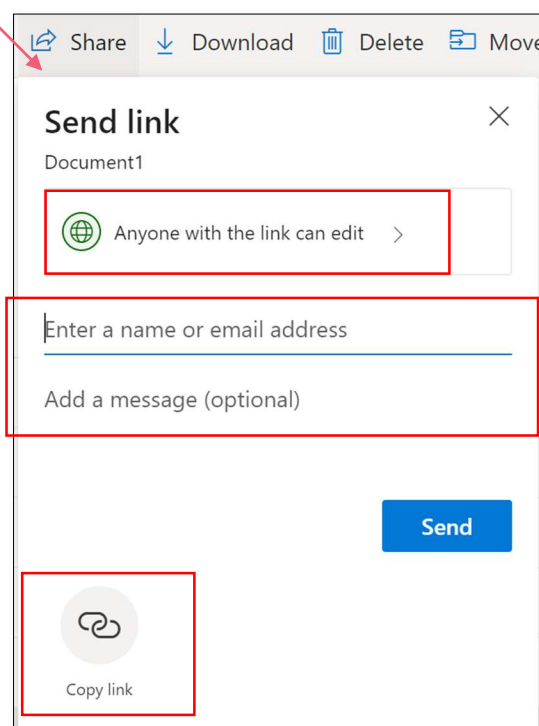 Share Download Delete Move
Send link
Document1
Anyone with the link can edit
Enter a name or email address
Add a message (optional)
Send
Copy link